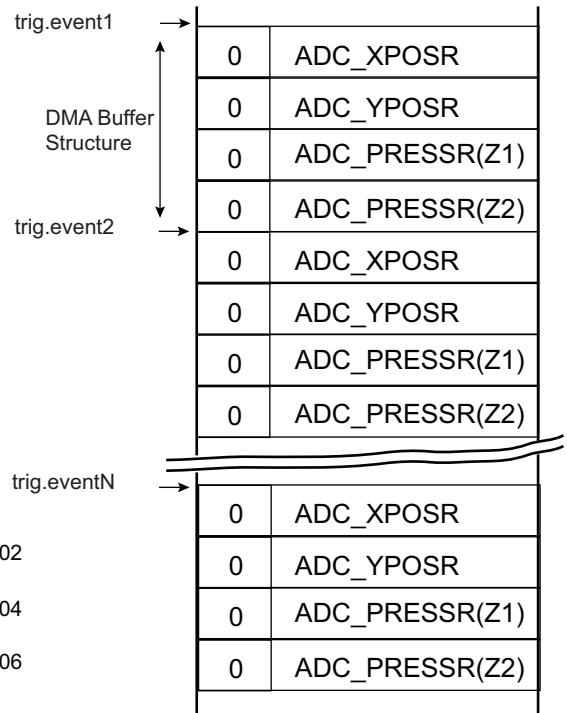 trig.event1
0 ADC_XPOSR
0 ADC_YPOSR
DMA Buffer
Structure
0 ADC_PRESSR(Z1)
0 ADC_PRESSR(Z2)
trig.event2
0 ADC_XPOSR
0 ADC_YPOSR
0 ADC_PRESSR(Z1)
0 ADC_PRESSR(Z2)
trig.eventN
0 ADC_XPOSR
02
0 ADC_YPOSR
04
0 ADC_PRESSR(Z1)
06
0 ADC_PRESSR(Z2)